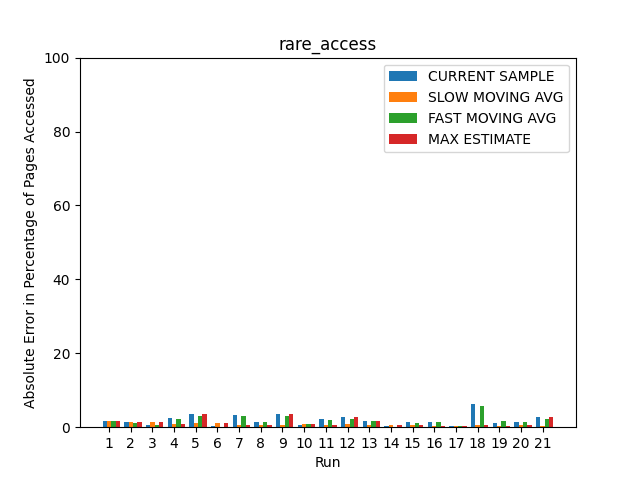 rare_access
Absolute Error in Percentage of Pages Accessed
100
80
60
40
20
0
CURRENT SAMPLE
SLOW MOVING AVG
FAST MOVING AVG
MAX ESTIMATE
1 2 3 4 5 6 7 8 9 10 11 12 13 14 15 16 17 18 19 20 21
Run